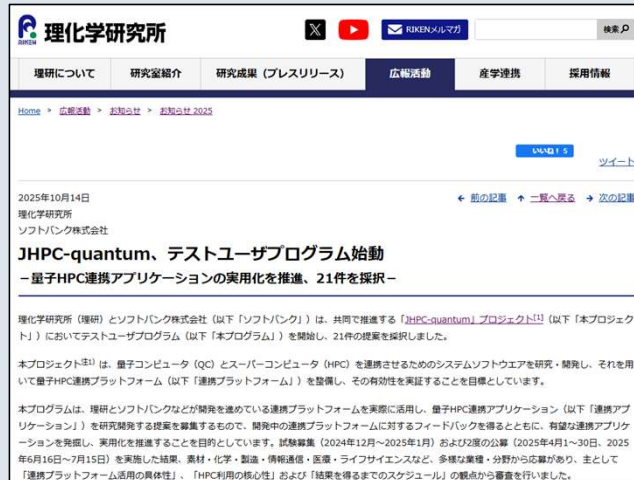 RIKEN
理化学研究所
X
RIKENメルマガ
検索
理研について
研究室紹介
研究成果（プレスリリース）
広報活動
産学連携
採用情報
Home > 広報活動 > お知らせ > お知らせ 2025
いいね！ 5
ツイート
2025年10月14日
← 前の記事 ↑ 一覧へ戻る → 次の記事
理化学研究所
ソフトバンク株式会社
JHPC-quantum、テストユーザプログラム始動
－量子HPC連携アプリケーションの実用化を推進、21件を採択－
理化学研究所（理研）とソフトバンク株式会社（以下「ソフトバンク」）は、共同で推進する「JHPC-quantum」プロジェクト[1]（以下「本プロジェク
ト」）においてテストユーザプログラム（以下「本プログラム」）を開始し、21件の提案を採択しました。
本プロジェクト注1）は、量子コンピュータ（QC）とスーパーコンピュータ（HPC）を連携させるためのシステムソフトウエアを研究・開発し、それを用
いて量子HPC連携プラットフォーム（以下「連携プラットフォーム」）を整備し、その有効性を実証することを目標としています。
本プログラムは、理研とソフトバンクなどが開発を進めている連携プラットフォームを実際に活用し、量子HPC連携アプリケーション（以下「連携アプ
リケーション」）を研究開発する提案を募集するもので、開発中の連携プラットフォームに対するフィードバックを得るとともに、有望な連携アプリケ
ーションを発掘し、実用化を推進することを目的としています。試験募集（2024年12月～2025年1月）および2度の公募（2025年4月1～30日、2025
年6月16日～7月15日）を実施した結果、素材・化学・製造・情報通信・医療・ライフサイエンスなど、多様な業種・分野から応募があり、主として
「連携プラットフォーム活用の具体性」、「HPC利用の核心性」および「結果を得るまでのスケジュール」の観点から審査を行いました。